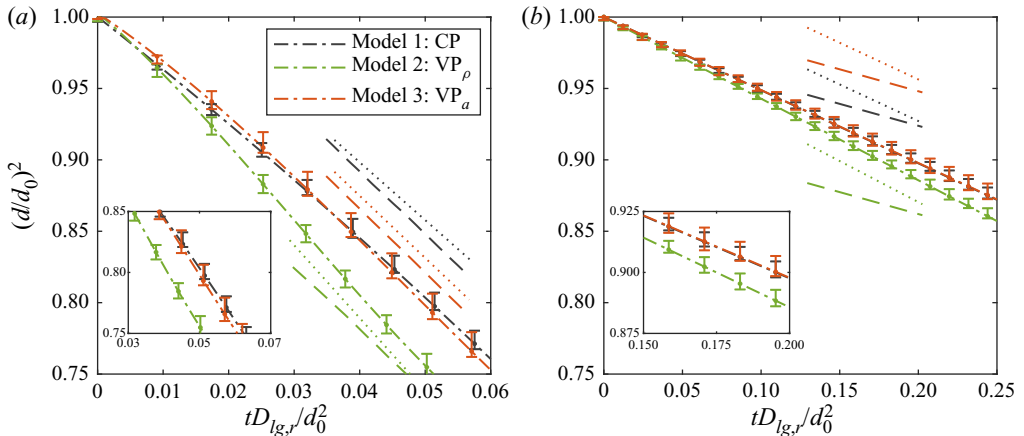 (a)
(b)
1.00
0.95
0.90
0.85
0.80
0.75
(d/d₀)²
Model 1: CP
Model 2: VPρ
Model 3: VPₐ
0.85
0.80
0.75
0.03 0.05 0.07
0 0.01 0.02 0.03 0.04 0.05 0.06
tD_{lg,r}/d₀²
1.00
0.95
0.90
0.85
0.80
0.75
0.925
0.900
0.875
0.150 0.175 0.200
0 0.05 0.10 0.15 0.20 0.25
tD_{lg,r}/d₀²